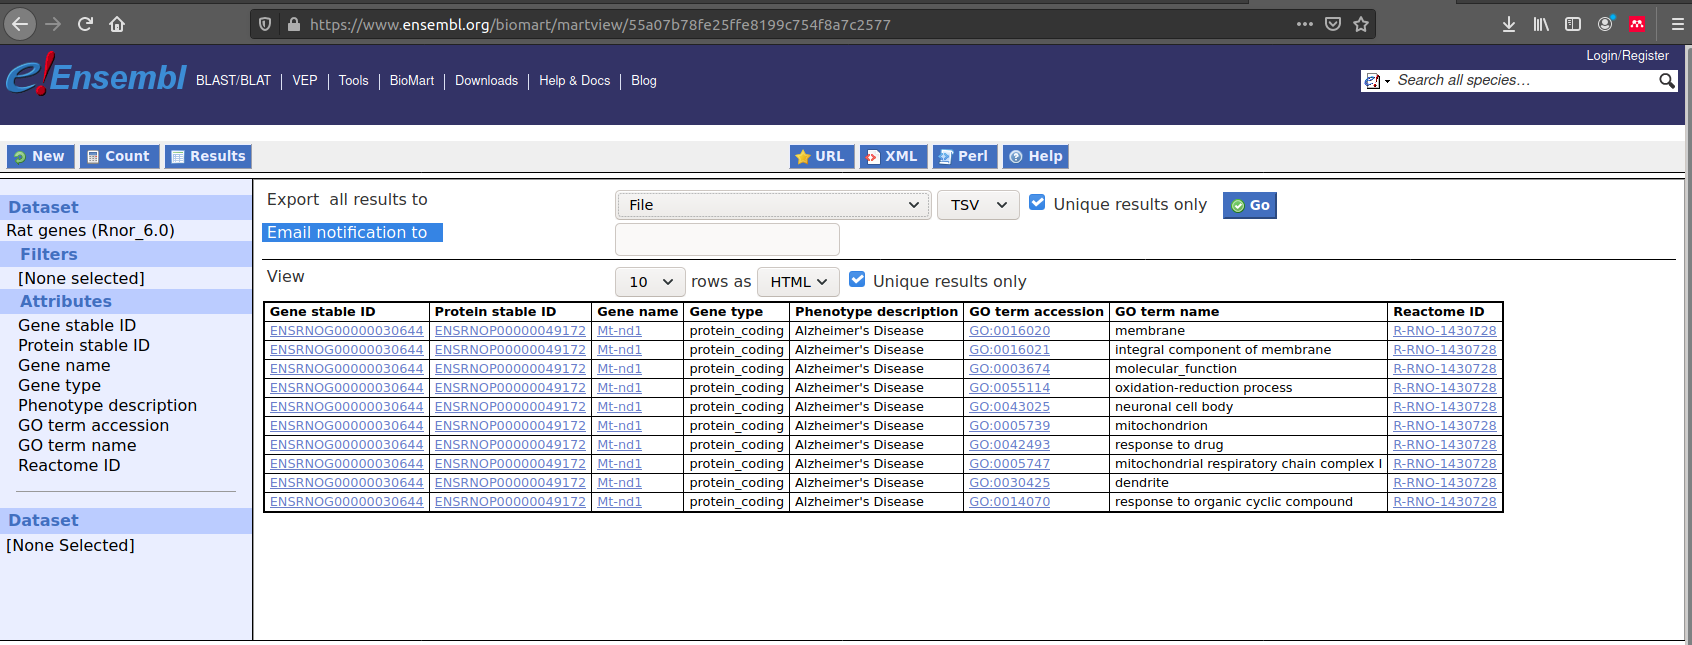 https://www.ensembl.org/biomart/martview/55a07b78fe25ffe8199c754f8a7c2577
Login/Register
e!Ensembl BLAST/BLAT | VEP | Tools | BioMart | Downloads | Help & Docs | Blog
Search all species…
New Count Results URL XML Perl Help
Dataset
Rat genes (Rnor_6.0)
Filters
[None selected]
Attributes
Gene stable ID
Protein stable ID
Gene name
Gene type
Phenotype description
GO term accession
GO term name
Reactome ID
Dataset
[None Selected]
Export all results to File TSV Unique results only Go
Email notification to
View 10 rows as HTML Unique results only
Gene stable ID Protein stable ID Gene name Gene type Phenotype description GO term accession GO term name Reactome ID
ENSRNOG00000030644 ENSRNOP00000049172 Mt-nd1 protein_coding Alzheimer's Disease GO:0016020 membrane R-RNO-1430728
ENSRNOG00000030644 ENSRNOP00000049172 Mt-nd1 protein_coding Alzheimer's Disease GO:0016021 integral component of membrane R-RNO-1430728
ENSRNOG00000030644 ENSRNOP00000049172 Mt-nd1 protein_coding Alzheimer's Disease GO:0003674 molecular_function R-RNO-1430728
ENSRNOG00000030644 ENSRNOP00000049172 Mt-nd1 protein_coding Alzheimer's Disease GO:0055114 oxidation-reduction process R-RNO-1430728
ENSRNOG00000030644 ENSRNOP00000049172 Mt-nd1 protein_coding Alzheimer's Disease GO:0043025 neuronal cell body R-RNO-1430728
ENSRNOG00000030644 ENSRNOP00000049172 Mt-nd1 protein_coding Alzheimer's Disease GO:0005739 mitochondrion R-RNO-1430728
ENSRNOG00000030644 ENSRNOP00000049172 Mt-nd1 protein_coding Alzheimer's Disease GO:0042493 response to drug R-RNO-1430728
ENSRNOG00000030644 ENSRNOP00000049172 Mt-nd1 protein_coding Alzheimer's Disease GO:0005747 mitochondrial respiratory chain complex I R-RNO-1430728
ENSRNOG00000030644 ENSRNOP00000049172 Mt-nd1 protein_coding Alzheimer's Disease GO:0030425 dendrite R-RNO-1430728
ENSRNOG00000030644 ENSRNOP00000049172 Mt-nd1 protein_coding Alzheimer's Disease GO:0014070 response to organic cyclic compound R-RNO-1430728